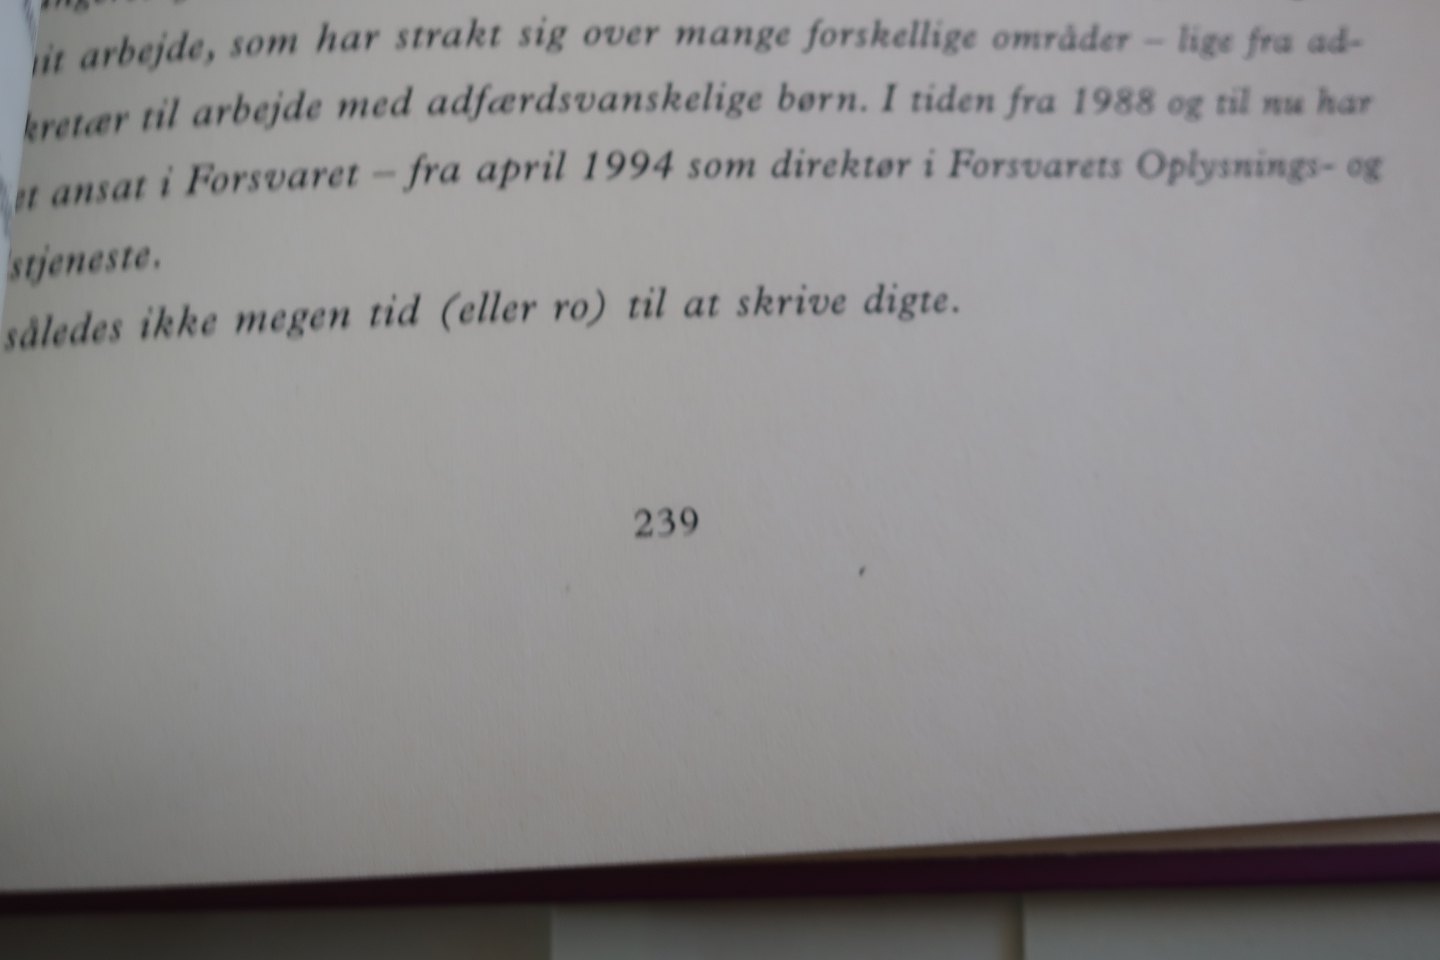 arbejde, som har strakt sig over mange forskellige områder – lige fra ad-
kretær til arbejde med adfærdsvanskelige børn. I tiden fra 1988 og til nu har
et ansat i Forsvaret – fra april 1994 som direktør i Forsvarets Oplysnings- og
stjeneste.
således ikke megen tid (eller ro) til at skrive digte.
239